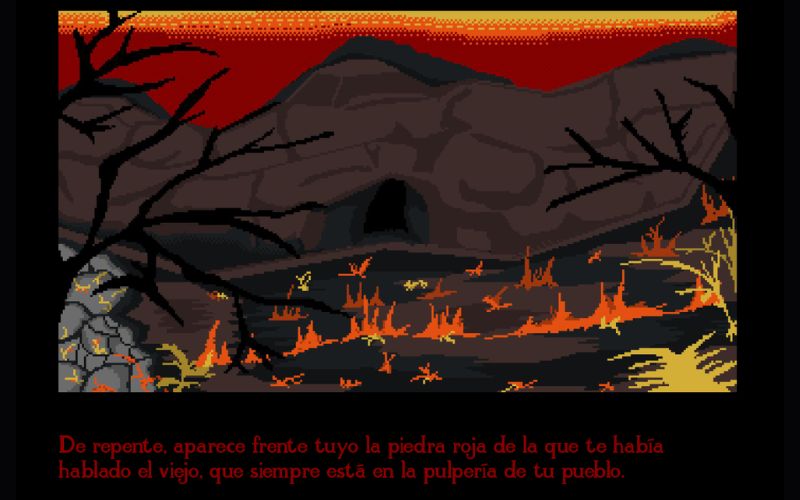 De repente, aparece frente tuyo la piedra roja de la que te había
hablado el viejo, que siempre está en la pulpería de tu pueblo.